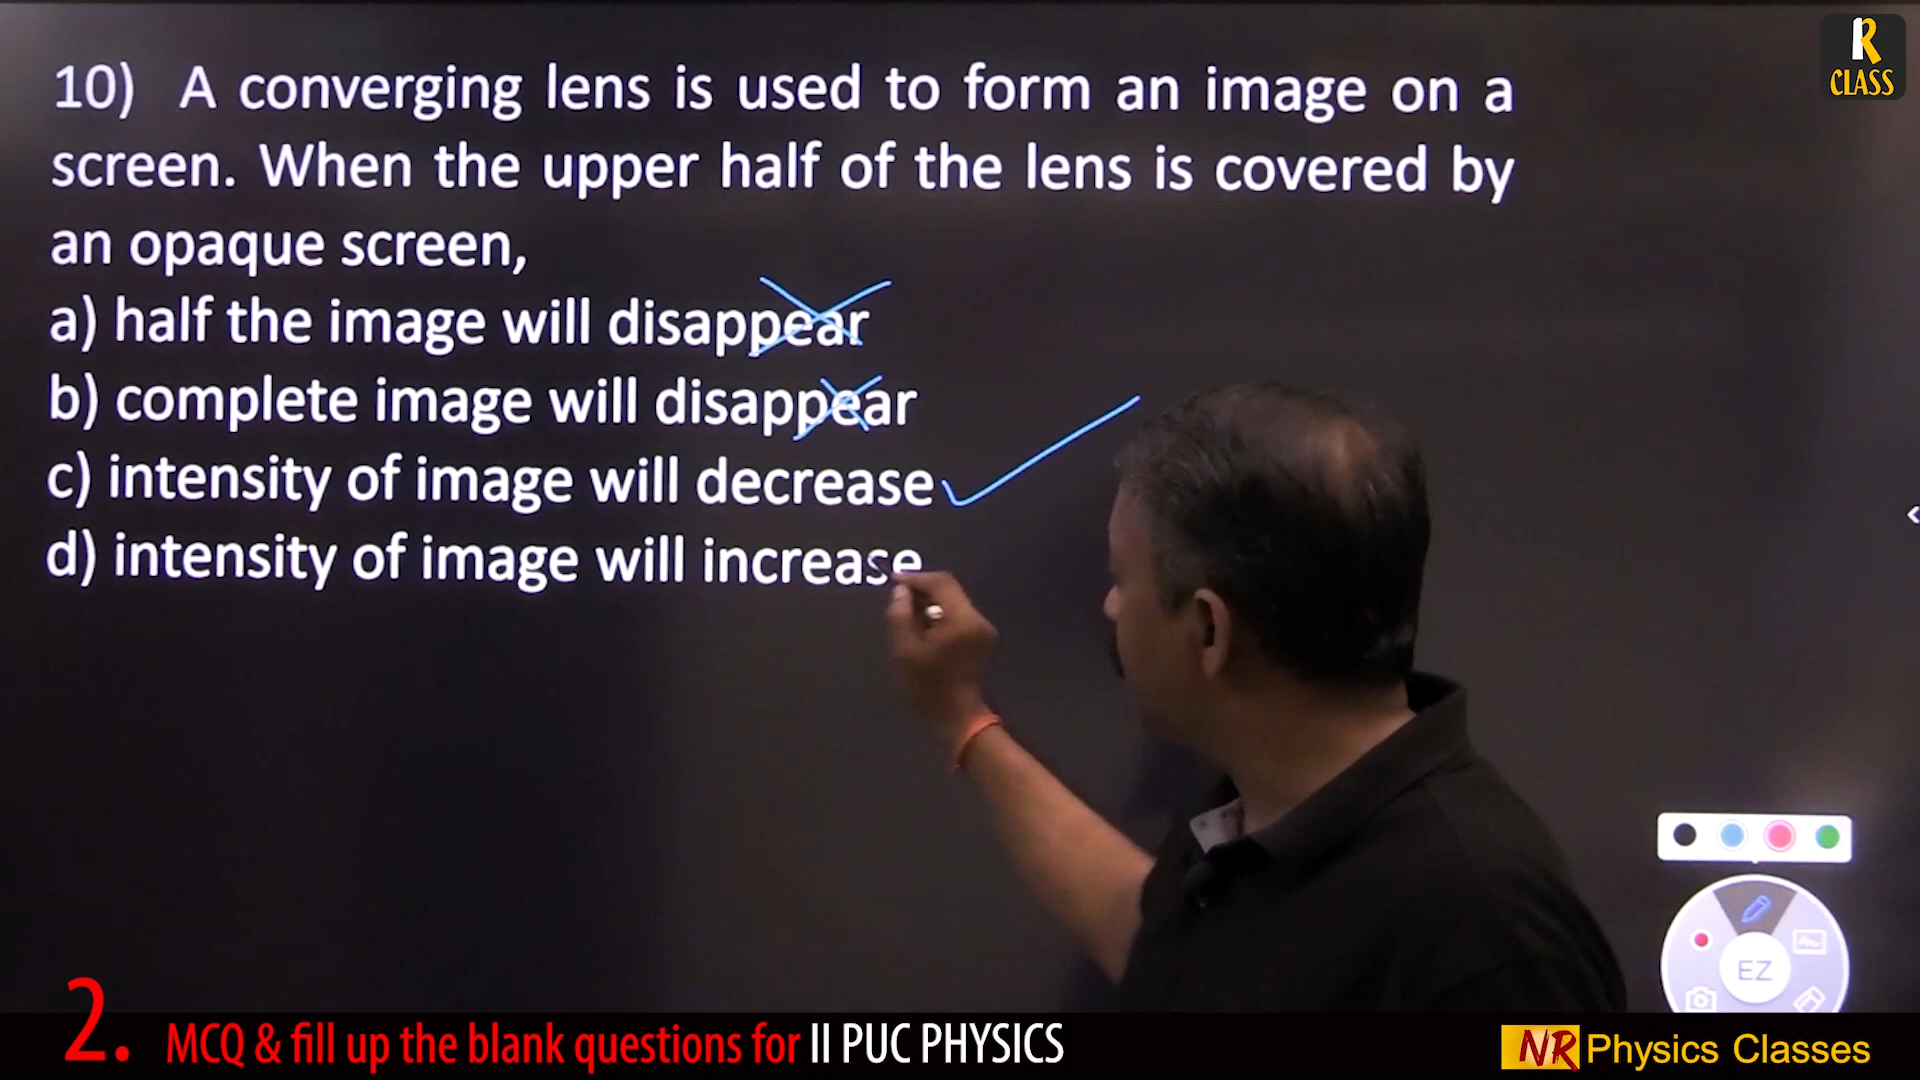 R
CLASS
10) A converging lens is used to form an image on a
screen. When the upper half of the lens is covered by
an opaque screen,
a) half the image will disappear
b) complete image will disappear
c) intensity of image will decrease
d) intensity of image will increase
EZ
2. MCQ & fill up the blank questions for II PUC PHYSICS
NR Physics Classes